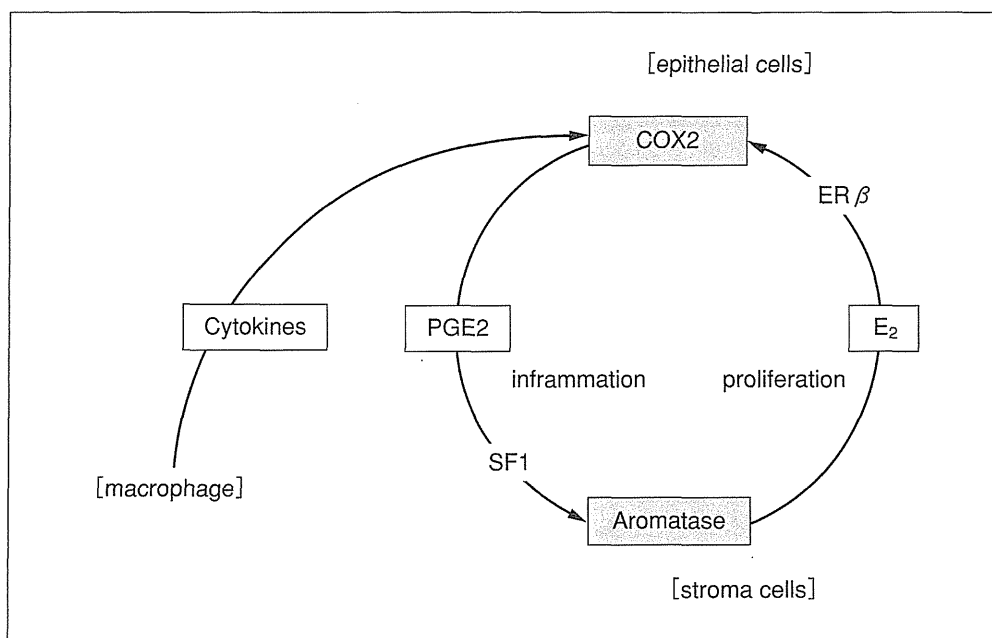 [epithelial cells]
COX2
ER β
Cytokines
PGE2
E₂
inframmation
proliferation
SF1
[macrophage]
Aromatase
[stroma cells]